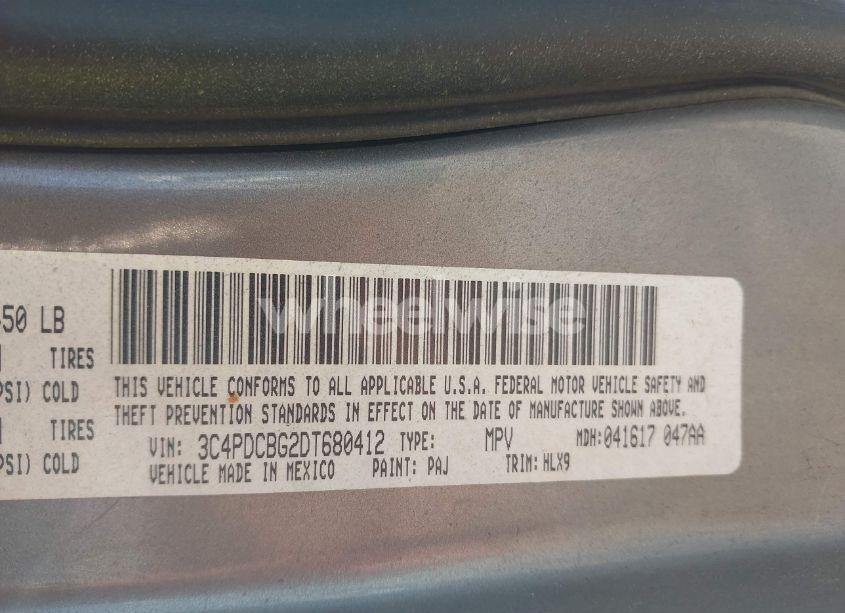 450 LB
TIRES
PSI) COLD
TIRES
PSI) COLD
wheelwise
THIS VEHICLE CONFORMS TO ALL APPLICABLE U.S.A. FEDERAL MOTOR VEHICLE SAFETY AND
THEFT PREVENTION STANDARDS IN EFFECT ON THE DATE OF MANUFACTURE SHOWN ABOVE.
VIN: 3C4PDCBG2DT680412 TYPE: MPV MDH:041617 047AA
VEHICLE MADE IN MEXICO PAINT: PAJ TRIM: HLX9